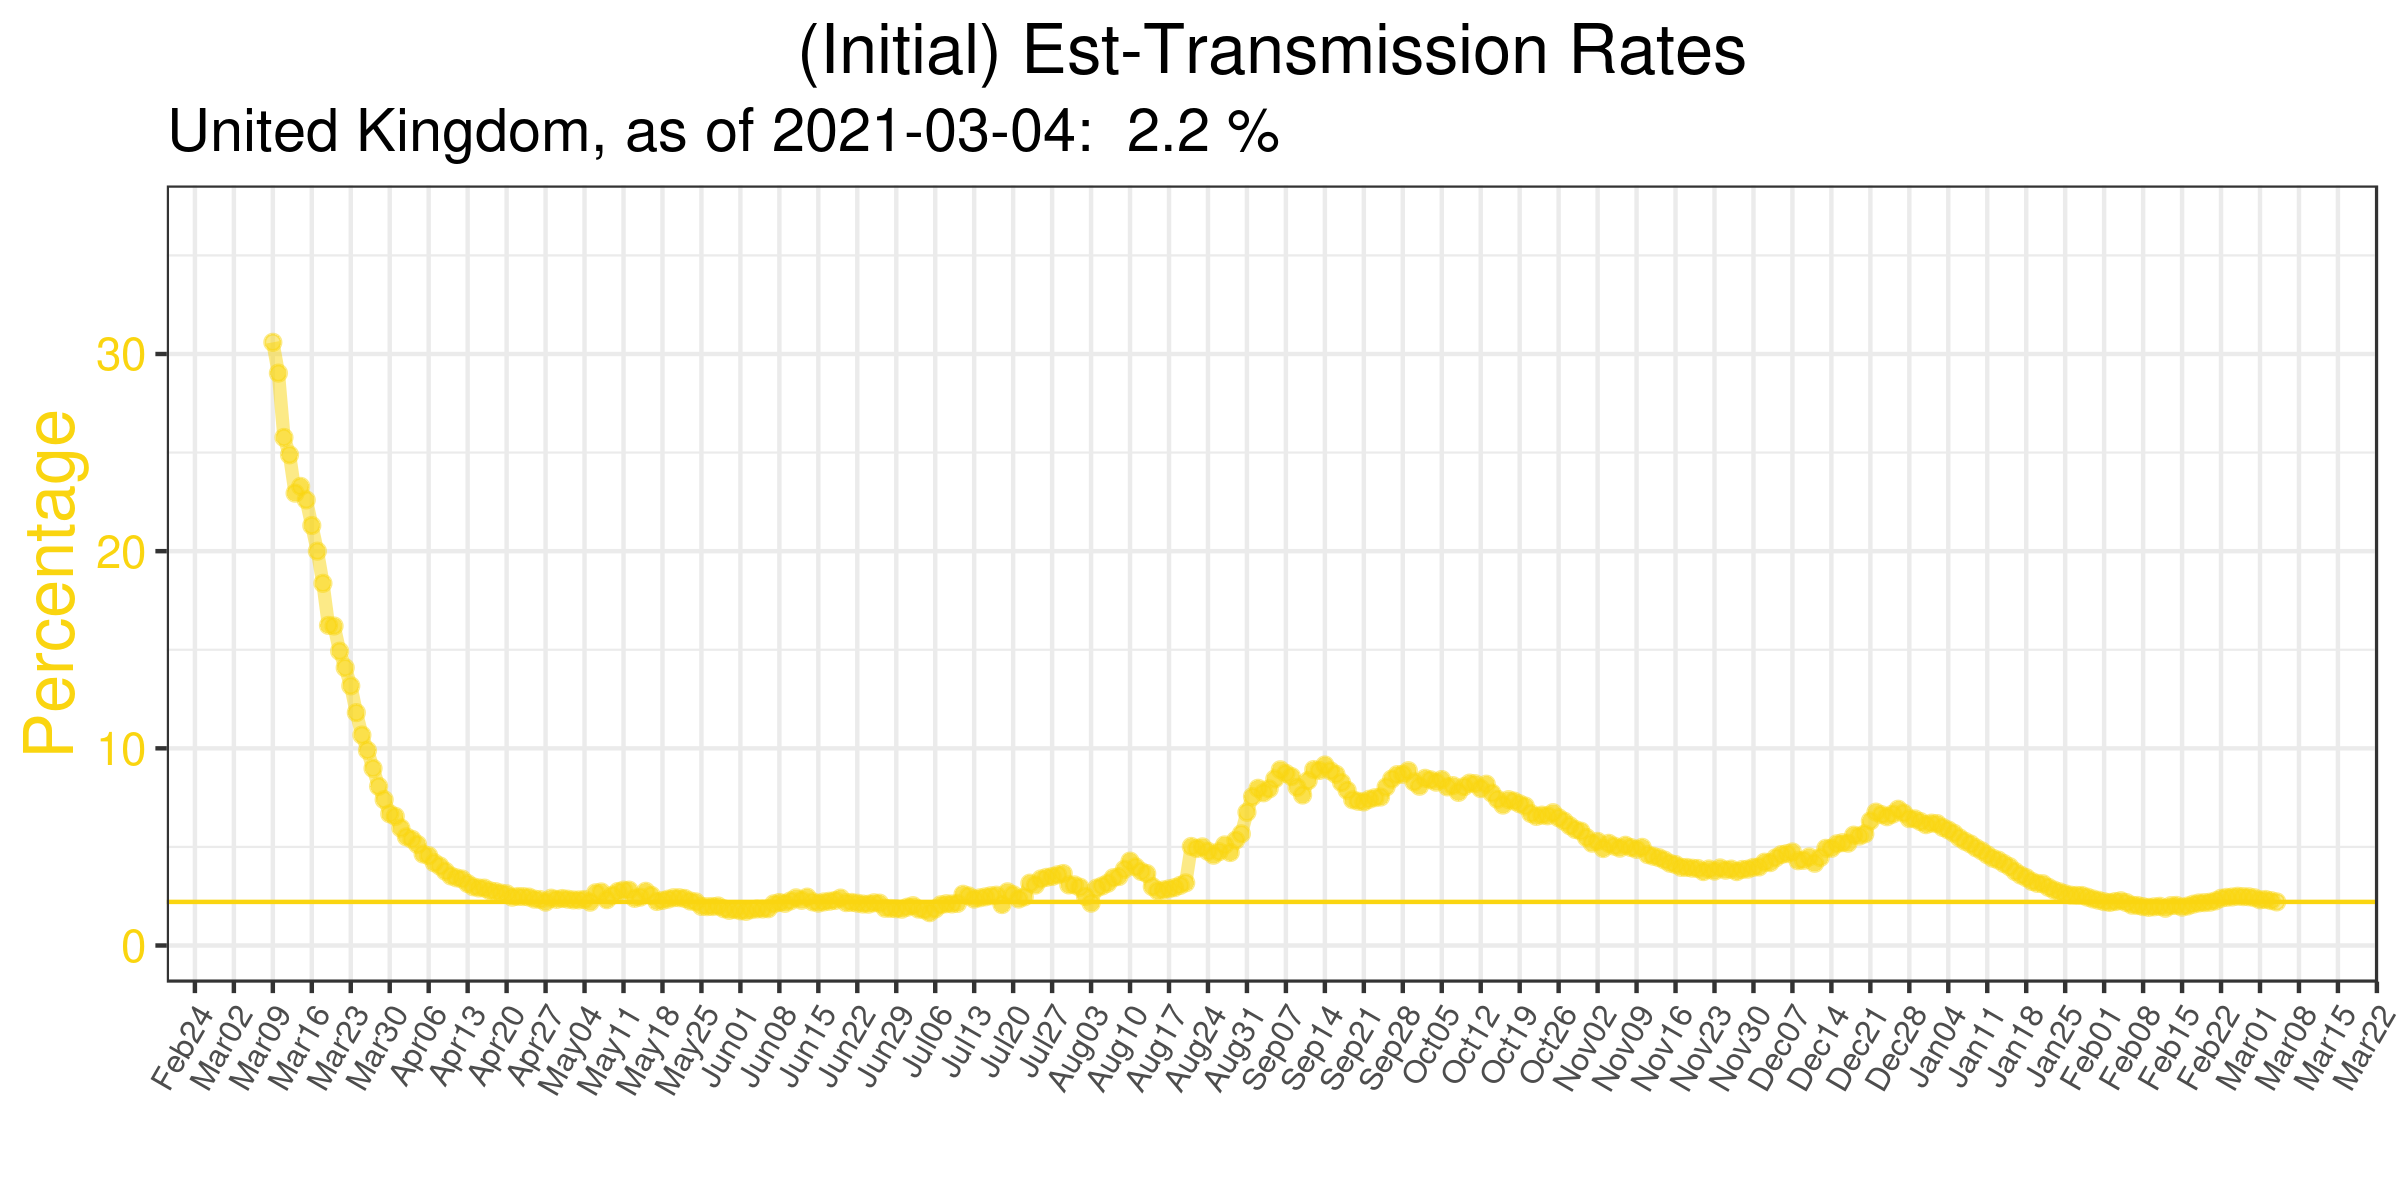 (Initial) Est-Transmission Rates
United Kingdom, as of 2021-03-04:  2.2 %
Percentage
30
20
10
0
Feb24
Mar02
Mar09
Mar16
Mar23
Mar30
Apr06
Apr13
Apr20
Apr27
May04
May11
May18
May25
Jun01
Jun08
Jun15
Jun22
Jun29
Jul06
Jul13
Jul20
Jul27
Aug03
Aug10
Aug17
Aug24
Aug31
Sep07
Sep14
Sep21
Sep28
Oct05
Oct12
Oct19
Oct26
Nov02
Nov09
Nov16
Nov23
Nov30
Dec07
Dec14
Dec21
Dec28
Jan04
Jan11
Jan18
Jan25
Feb01
Feb08
Feb15
Feb22
Mar01
Mar08
Mar15
Mar22